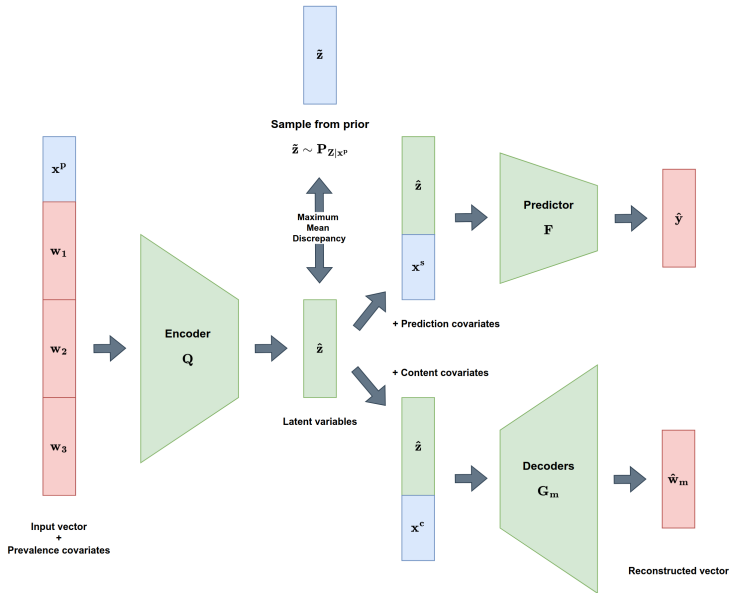 z̃
Sample from prior
z̃ ∼ P_{Z|x^p}
Maximum
Mean
Discrepancy
x^p
w_1
w_2
w_3
Input vector
+
Prevalence covariates
Encoder
Q
ẑ
Latent variables
ẑ
x^s
+ Prediction covariates
Predictor
F
ŷ
+ Content covariates
ẑ
x^c
Decoders
G_m
ŵ_m
Reconstructed vector